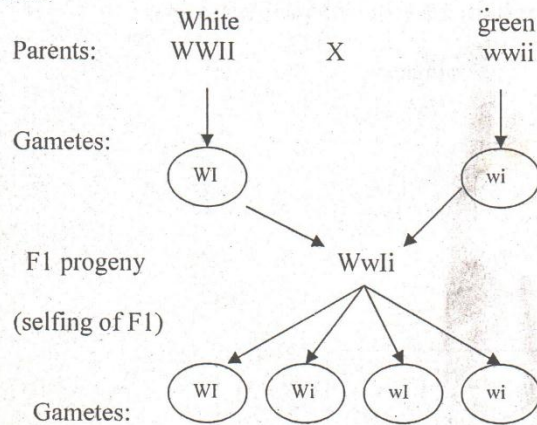 White green
Parents: WWII X wwii
Gametes:
WI wi
F1 progeny WwIi
(selfing of F1)
WI Wi wI wi
Gametes: